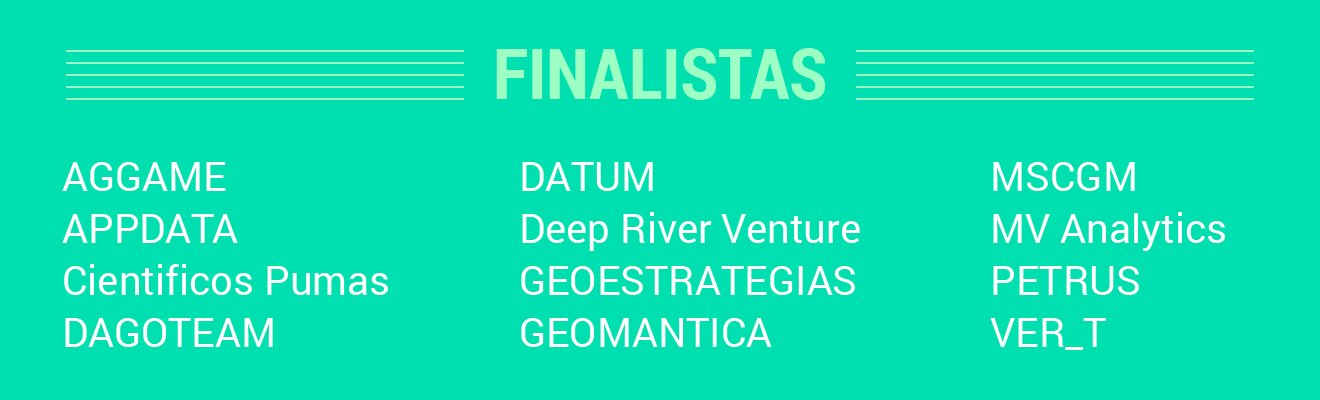 FINALISTAS
AGGAME
APPDATA
Cientificos Pumas
DAGOTEAM
DATUM
Deep River Venture
GEOESTRATEGIAS
GEOMANTICA
MSCGM
MV Analytics
PETRUS
VER_T